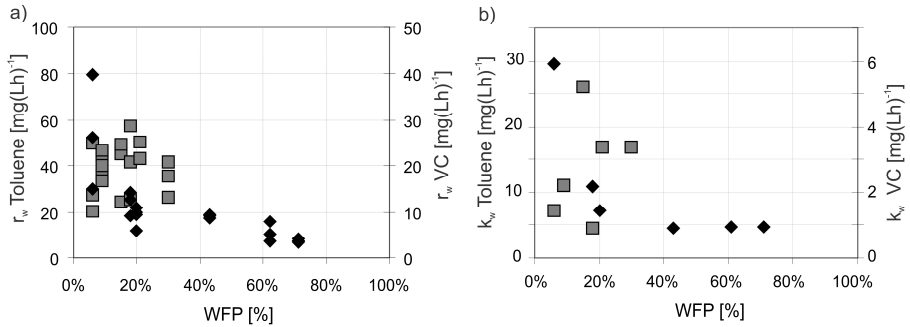 a)
100
80
60
40
20
0
r_w Toluene [mg(Lh)⁻¹]
50
40
30
20
10
0
r_w VC [mg(Lh)⁻¹]
0% 20% 40% 60% 80% 100%
WFP [%]
b)
30
20
10
0
k_w Toluene [mg(Lh)⁻¹]
6
4
2
0
k_w VC [mg(Lh)⁻¹]
0% 20% 40% 60% 80% 100%
WFP [%]